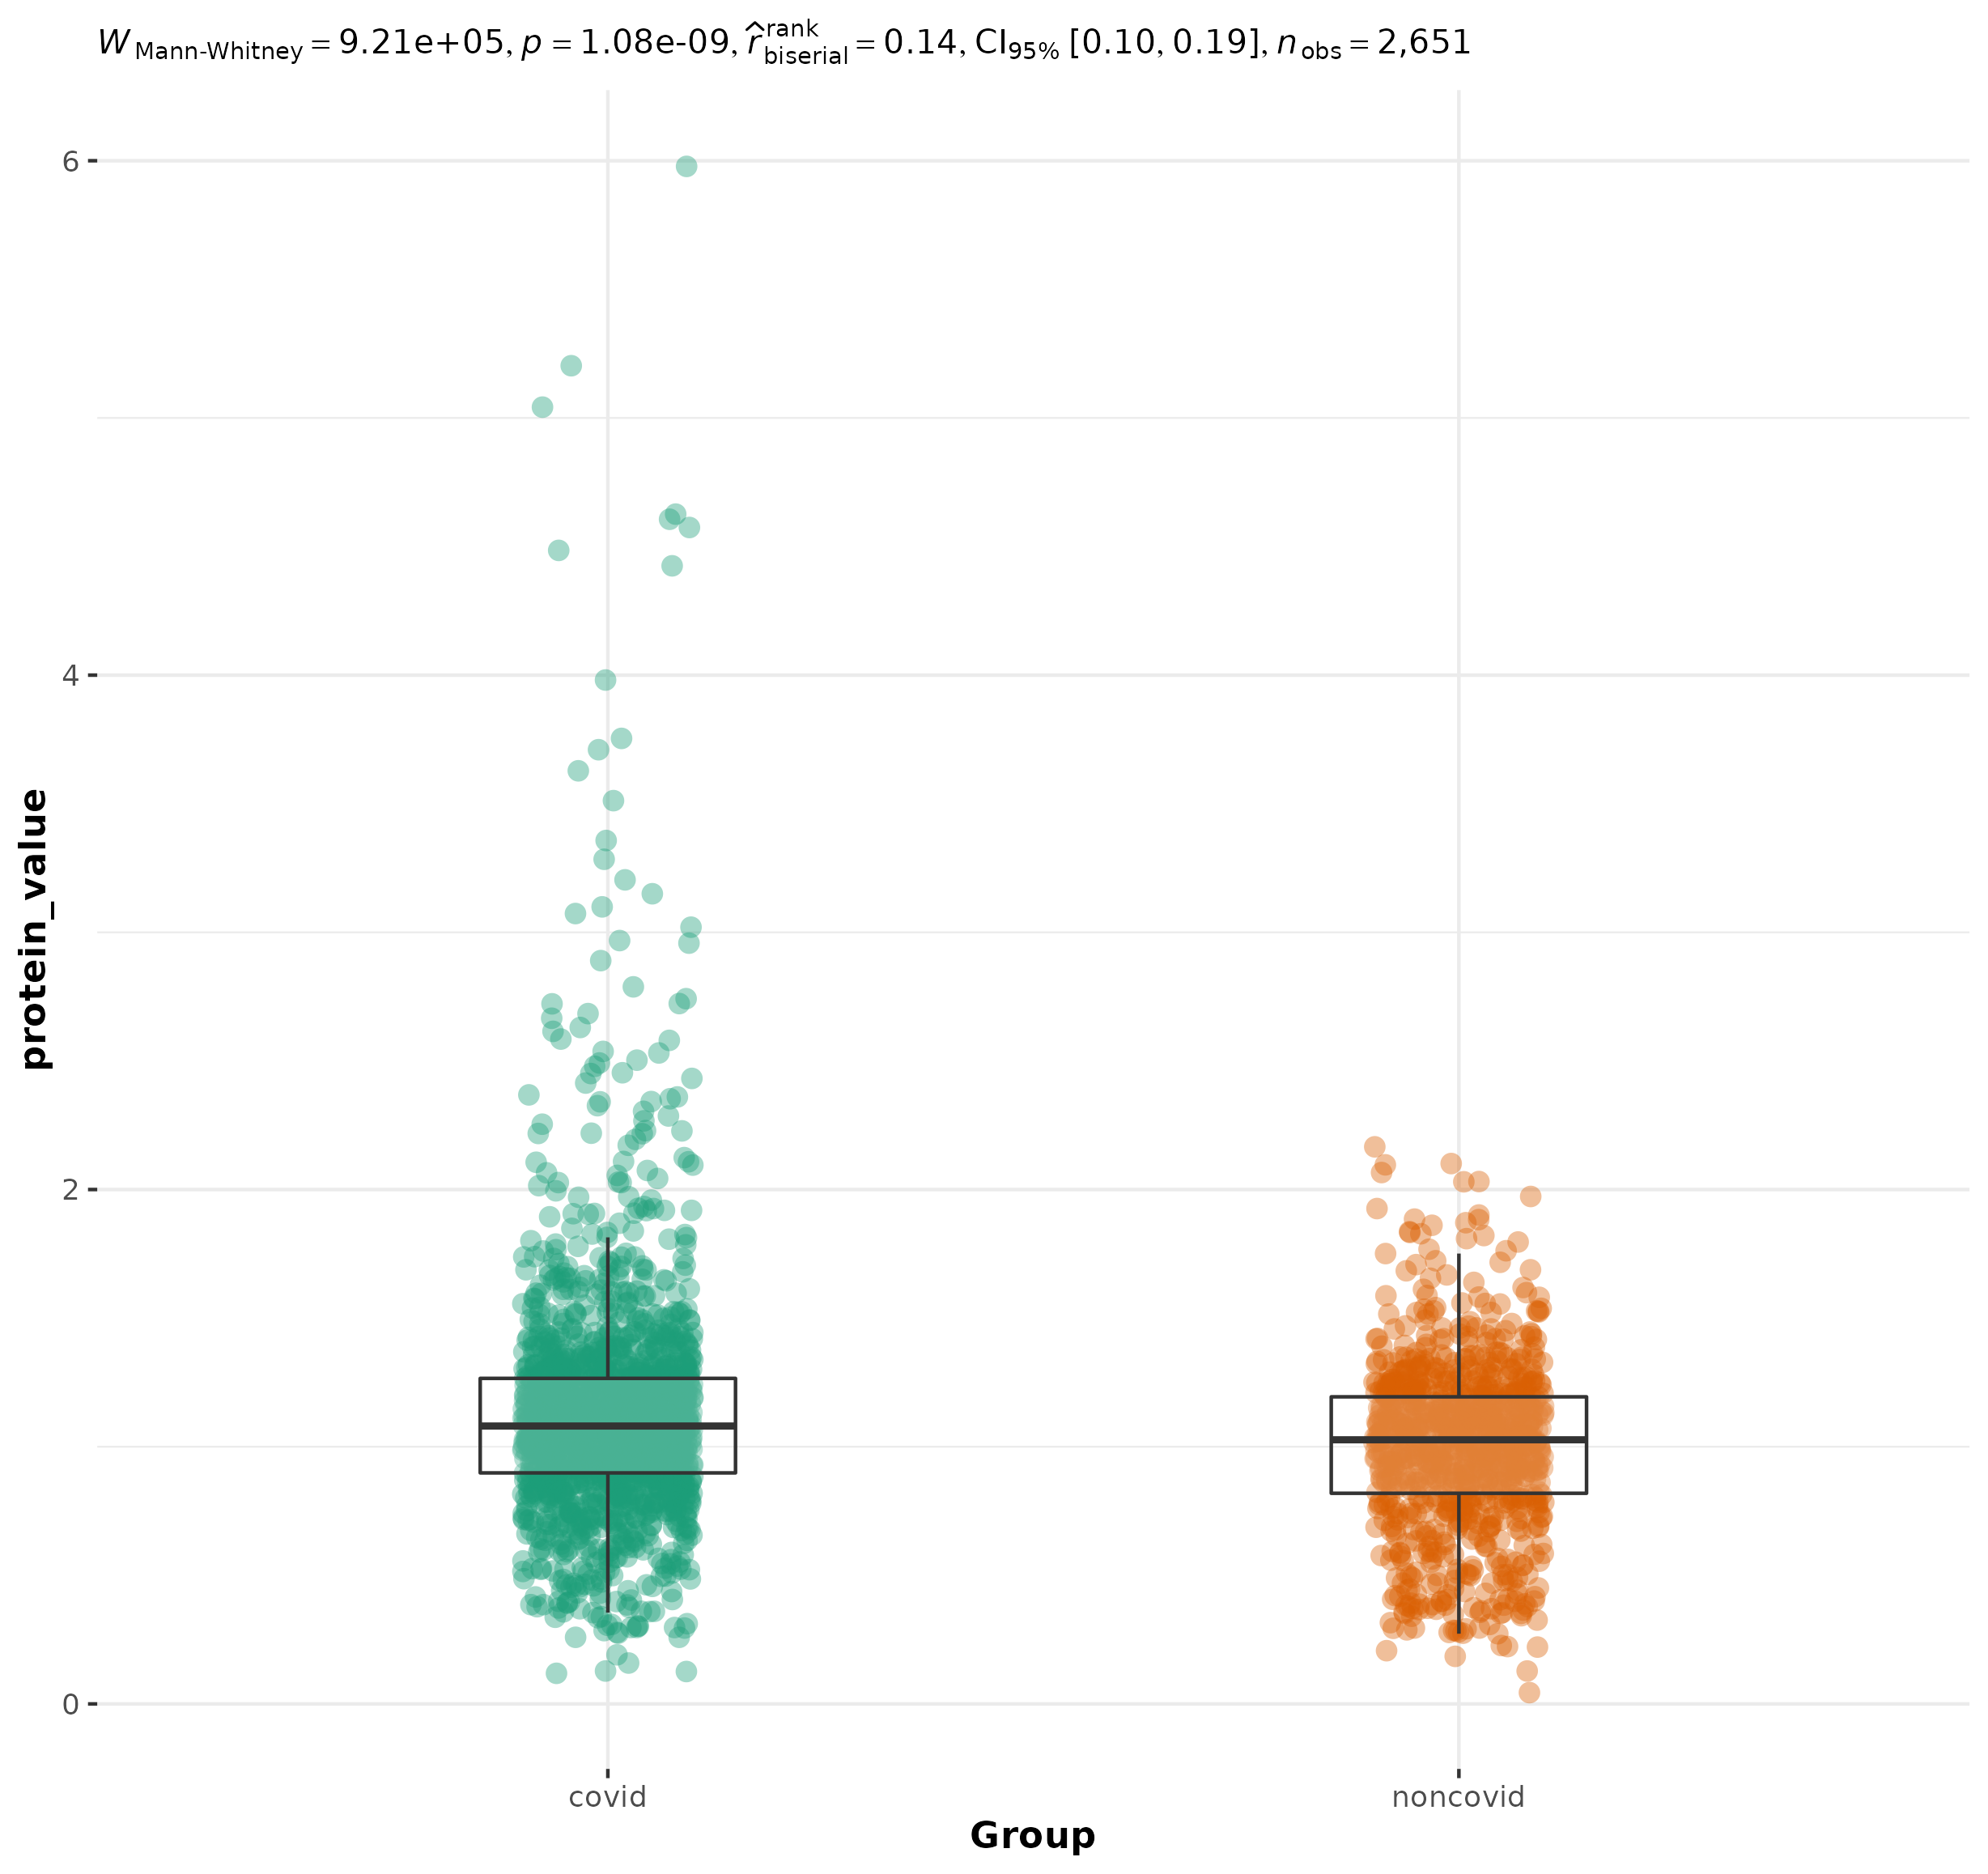 W Mann-Whitney = 9.21e+05, p = 1.08e-09, r̂ rank biserial = 0.14, CI95% [0.10, 0.19], n obs = 2,651
6
4
2
0
protein_value
covid noncovid
Group